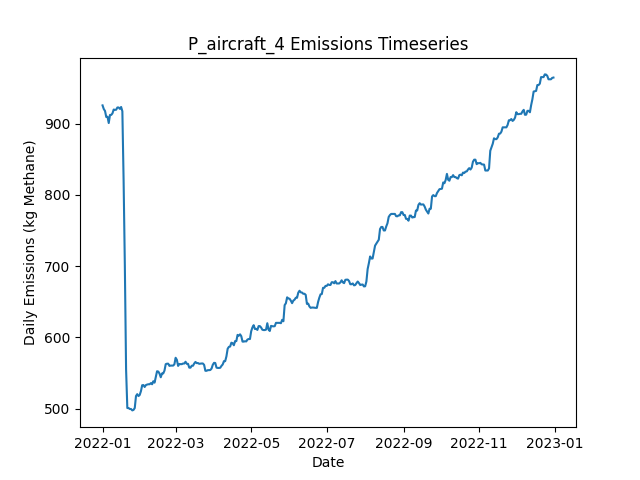 P_aircraft_4 Emissions Timeseries
Daily Emissions (kg Methane)
900
800
700
600
500
2022-01 2022-03 2022-05 2022-07 2022-09 2022-11 2023-01
Date